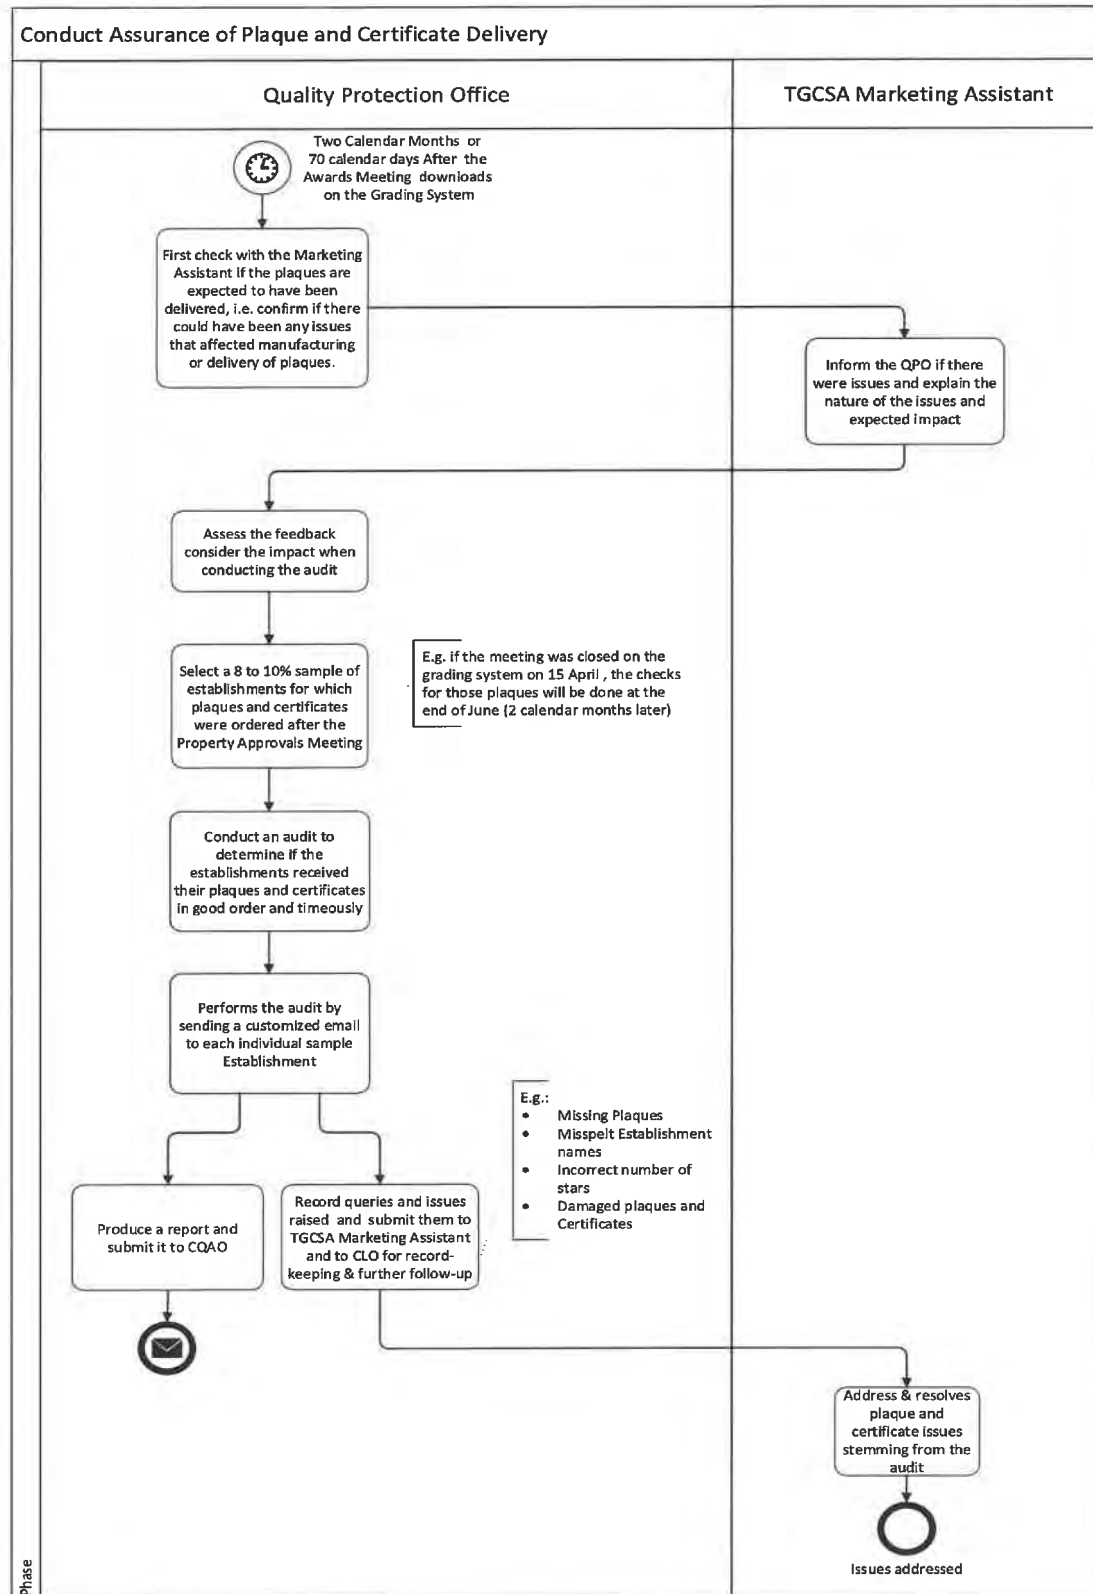 Conduct Assurance of Plaque and Certificate Delivery
Quality Protection Office
TGCSA Marketing Assistant
Two Calendar Months or
70 calendar days After the
Awards Meeting downloads
on the Grading System
First check with the Marketing
Assistant if the plaques are
expected to have been
delivered, i.e. confirm if there
could have been any issues
that affected manufacturing
or delivery of plaques.
Inform the QPO if there
were issues and explain the
nature of the issues and
expected impact
Assess the feedback
consider the impact when
conducting the audit
Select a 8 to 10% sample of
establishments for which
plaques and certificates
were ordered after the
Property Approvals Meeting
E.g. if the meeting was closed on the
grading system on 15 April , the checks
for those plaques will be done at the
end of June (2 calendar months later)
Conduct an audit to
determine if the
establishments received
their plaques and certificates
in good order and timeously
Performs the audit by
sending a customized email
to each individual sample
Establishment
E.g.:
• Missing Plaques
• Misspelt Establishment
names
• Incorrect number of
stars
• Damaged plaques and
Certificates
Produce a report and
submit it to CQAO
Record queries and issues
raised and submit them to
TGCSA Marketing Assistant
and to CLO for record-
keeping & further follow-up
Address & resolves
plaque and
certificate issues
stemming from the
audit
Issues addressed
Phase